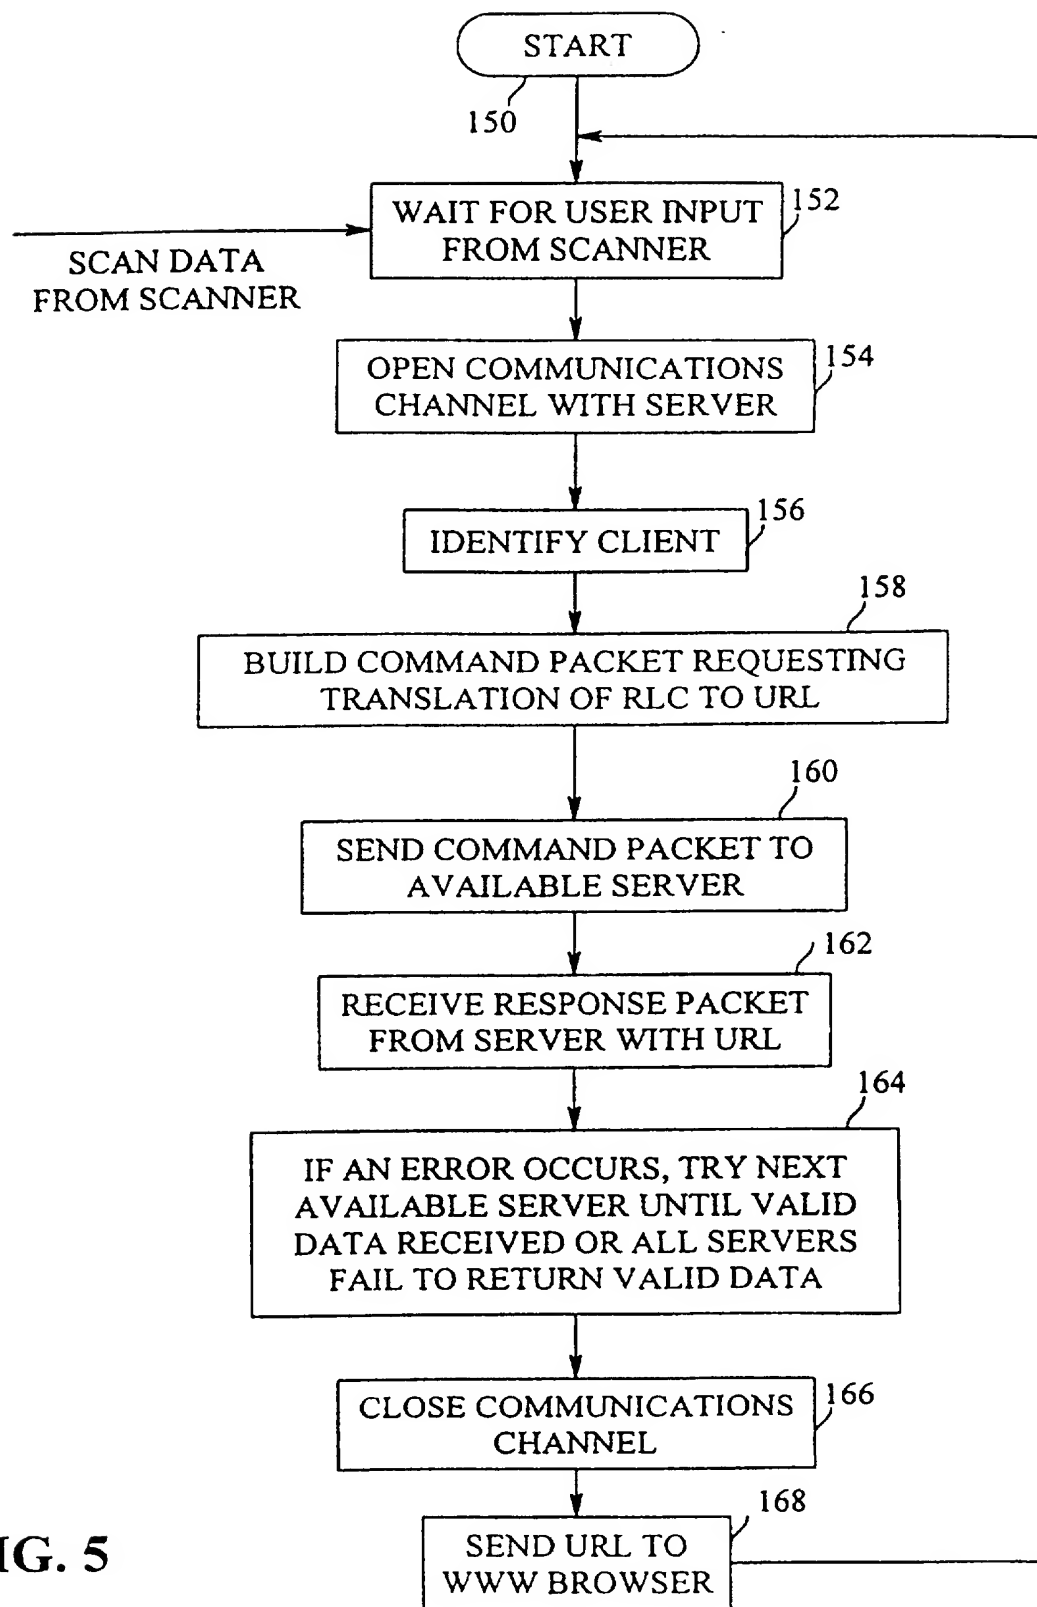 START
150
WAIT FOR USER INPUT
FROM SCANNER
152
SCAN DATA
FROM SCANNER
OPEN COMMUNICATIONS
CHANNEL WITH SERVER
154
IDENTIFY CLIENT
156
158
BUILD COMMAND PACKET REQUESTING
TRANSLATION OF RLC TO URL
160
SEND COMMAND PACKET TO
AVAILABLE SERVER
162
RECEIVE RESPONSE PACKET
FROM SERVER WITH URL
164
IF AN ERROR OCCURS, TRY NEXT
AVAILABLE SERVER UNTIL VALID
DATA RECEIVED OR ALL SERVERS
FAIL TO RETURN VALID DATA
CLOSE COMMUNICATIONS
CHANNEL
166
168
SEND URL TO
WWW BROWSER
IG. 5